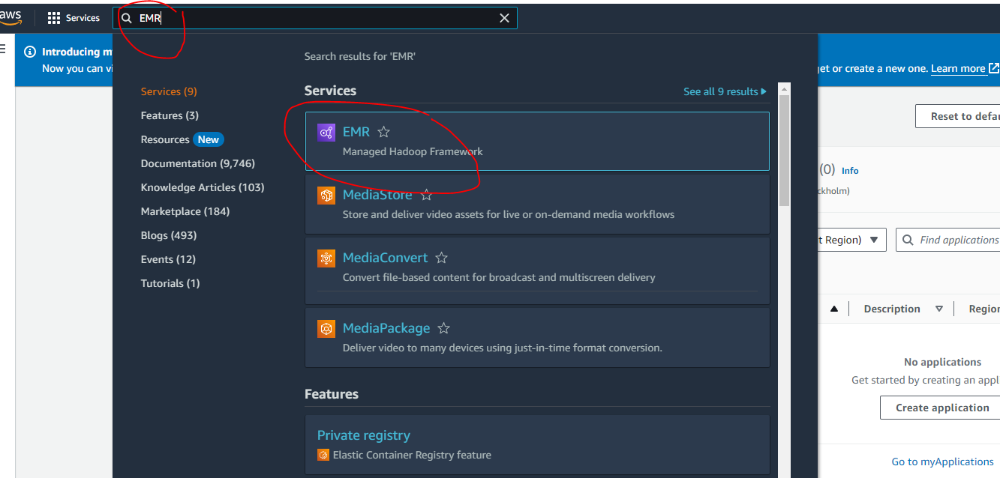 aws
Services
EMR
Introducing m
Now you can vi
get or create a new one. Learn more
Search results for 'EMR'
Services (9)
Features (3)
Resources New
Documentation (9,746)
Knowledge Articles (103)
Marketplace (184)
Blogs (493)
Events (12)
Tutorials (1)
Services
See all 9 results
EMR
Managed Hadoop Framework
MediaStore
Store and deliver video assets for live or on-demand media workflows
MediaConvert
Convert file-based content for broadcast and multiscreen delivery
MediaPackage
Deliver video to many devices using just-in-time format conversion.
Features
Private registry
Elastic Container Registry feature
Reset to defau
(0) Info
ckholm)
t Region)
Find applications
Description
Region
No applications
Get started by creating an appl
Create application
Go to myApplications